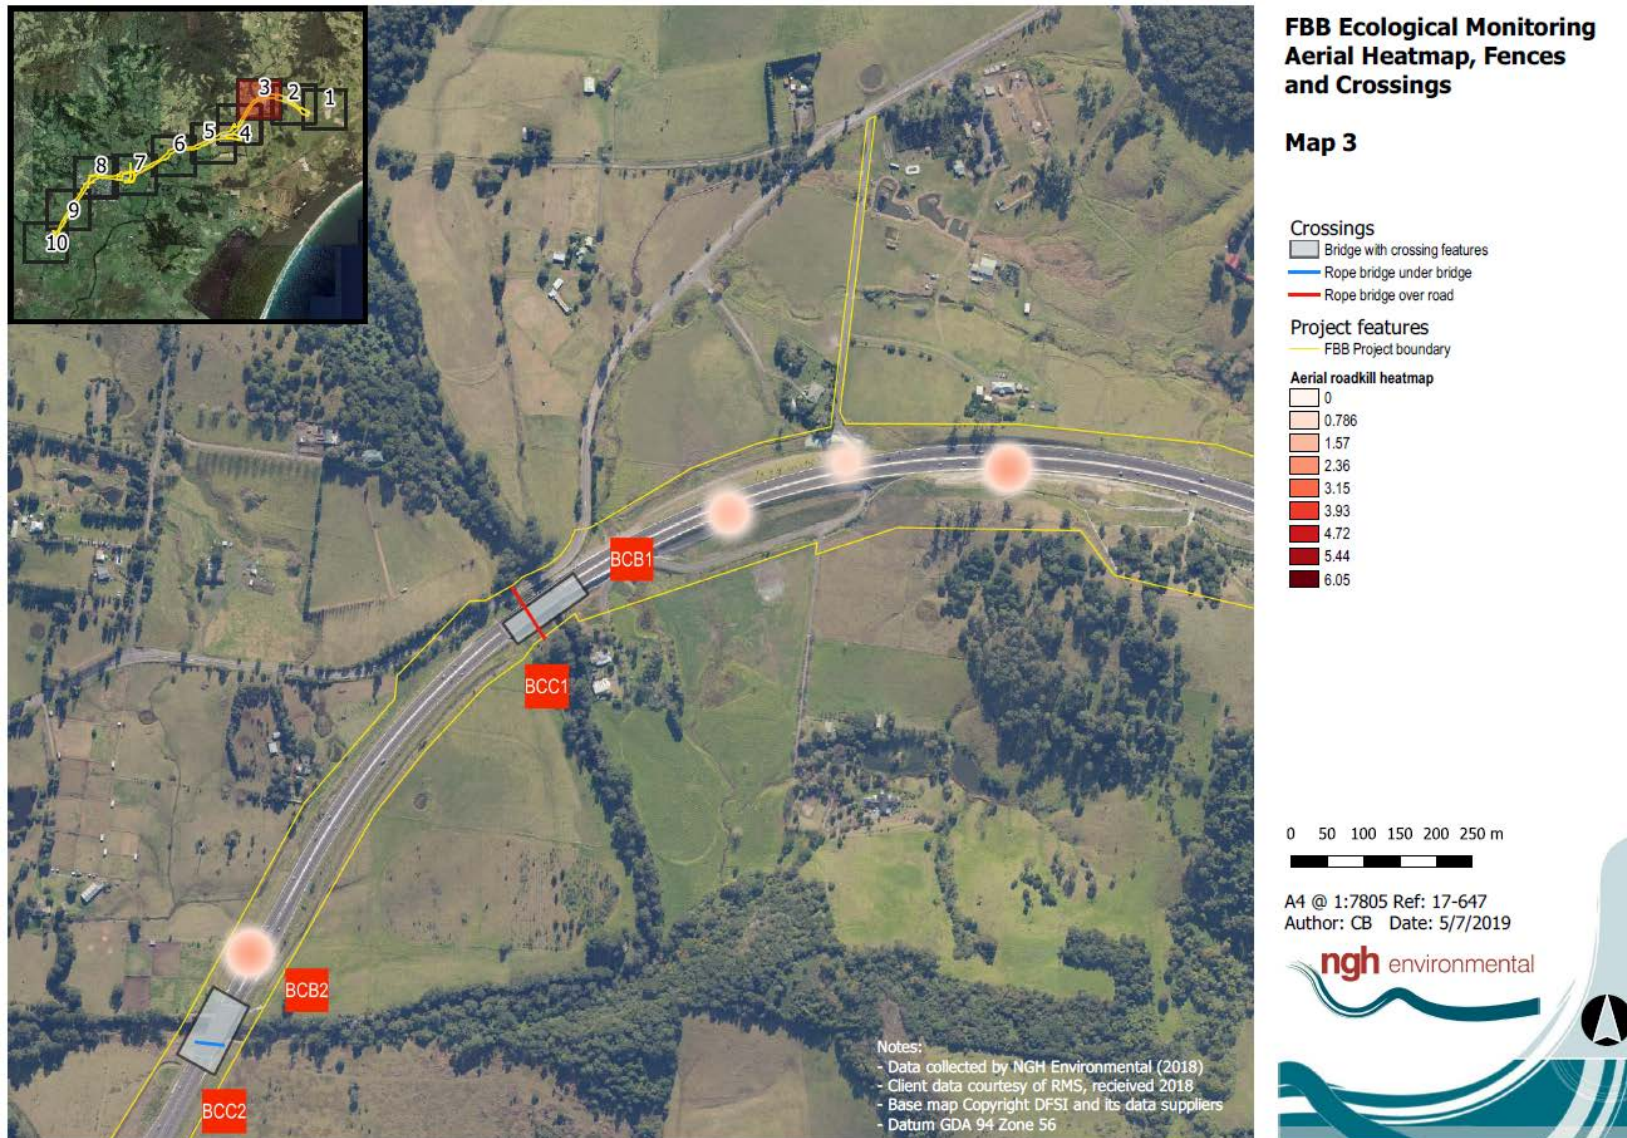 FBB Ecological Monitoring
Aerial Heatmap, Fences
and Crossings
Map 3
Crossings
Bridge with crossing features
Rope bridge under bridge
Rope bridge over road
Project features
FBB Project boundary
Aerial roadkill heatmap
0
0.786
1.57
2.36
3.15
3.93
4.72
5.44
6.05
0 50 100 150 200 250 m
A4 @ 1:7805 Ref: 17-647
Author: CB Date: 5/7/2019
ngh environmental
3
2
1
5
4
6
8
7
9
10
BCB1
BCC1
BCB2
BCC2
Notes:
- Data collected by NGH Environmental (2018)
- Client data courtesy of RMS, recieived 2018
- Base map Copyright DFSI and its data suppliers
- Datum GDA 94 Zone 56